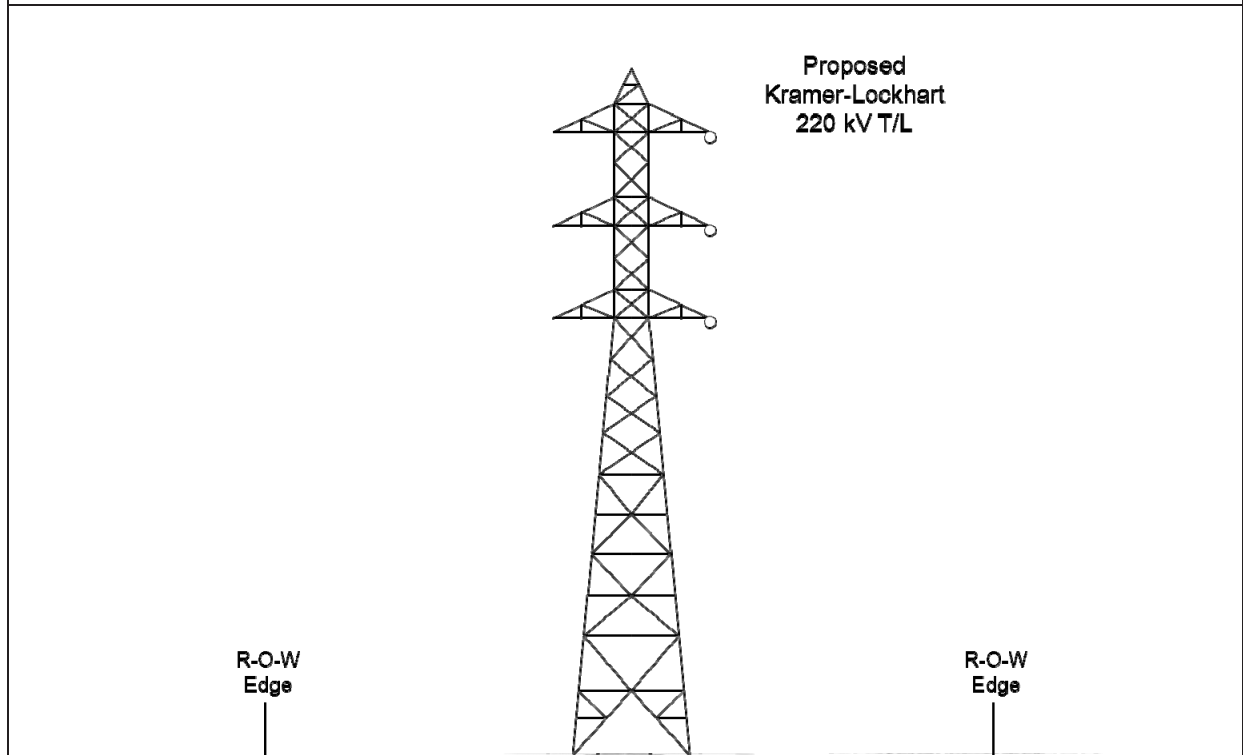 Proposed
Kramer-Lockhart
220 kV T/L
R-O-W
Edge
R-O-W
Edge